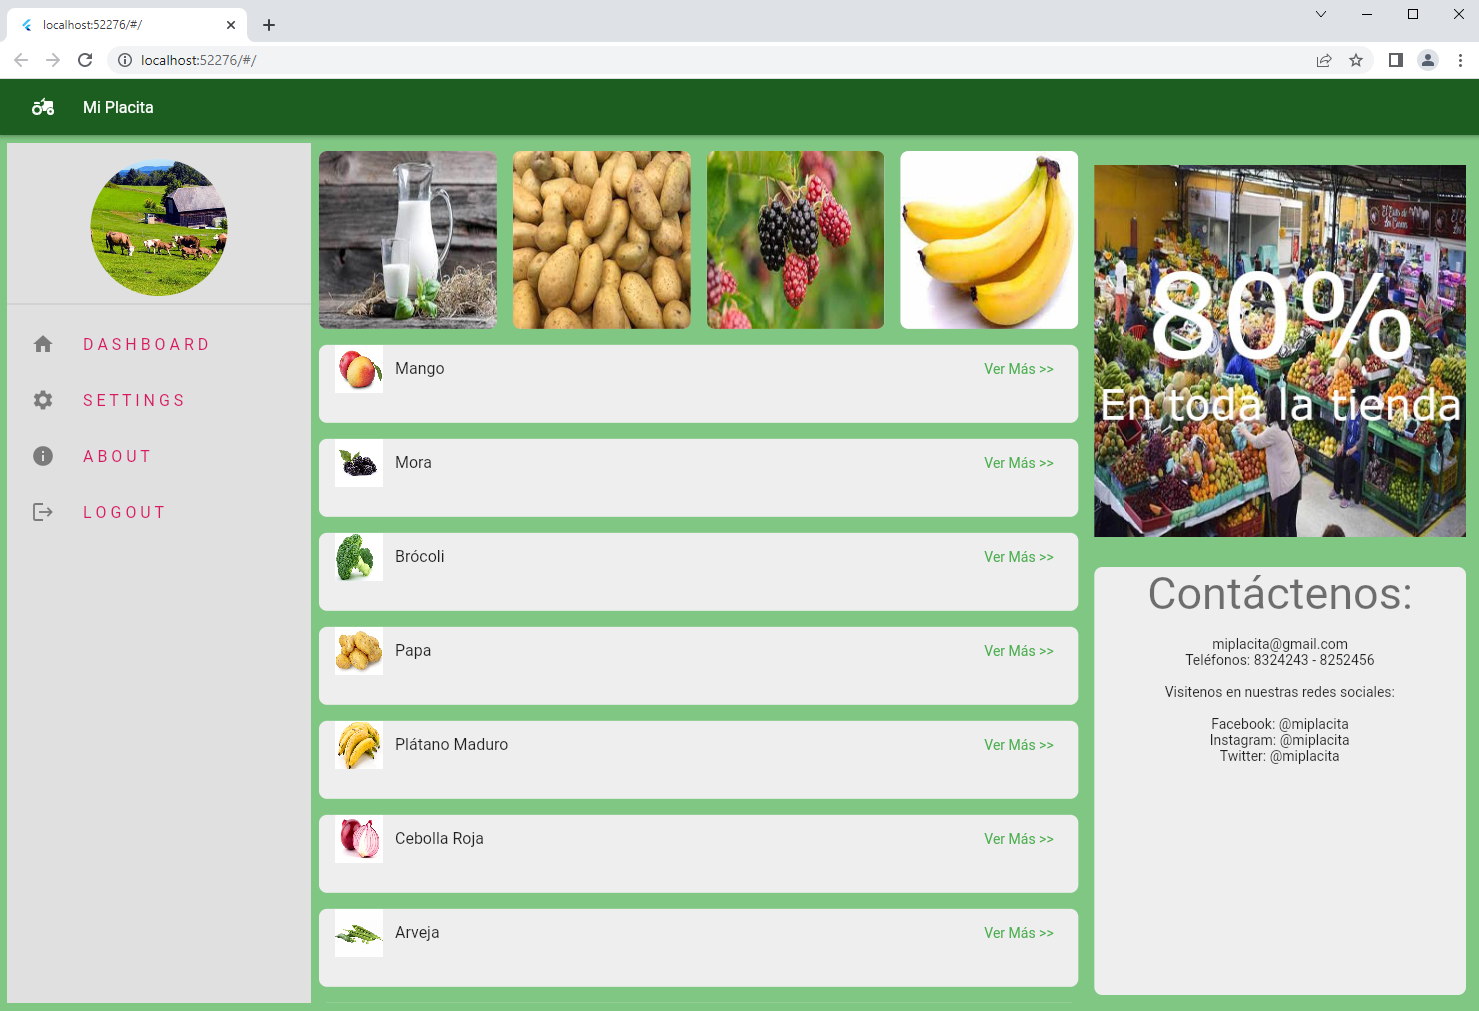 localhost:52276/#/
localhost:52276/#/
Mi Placita
DASHBOARD
SETTINGS
ABOUT
LOGOUT
Mango
Ver Más >>
Mora
Ver Más >>
Brócoli
Ver Más >>
Papa
Ver Más >>
Plátano Maduro
Ver Más >>
Cebolla Roja
Ver Más >>
Arveja
Ver Más >>
80%
En toda la tienda
Contáctenos:
miplacita@gmail.com
Teléfonos: 8324243 - 8252456
Visitenos en nuestras redes sociales:
Facebook: @miplacita
Instagram: @miplacita
Twitter: @miplacita